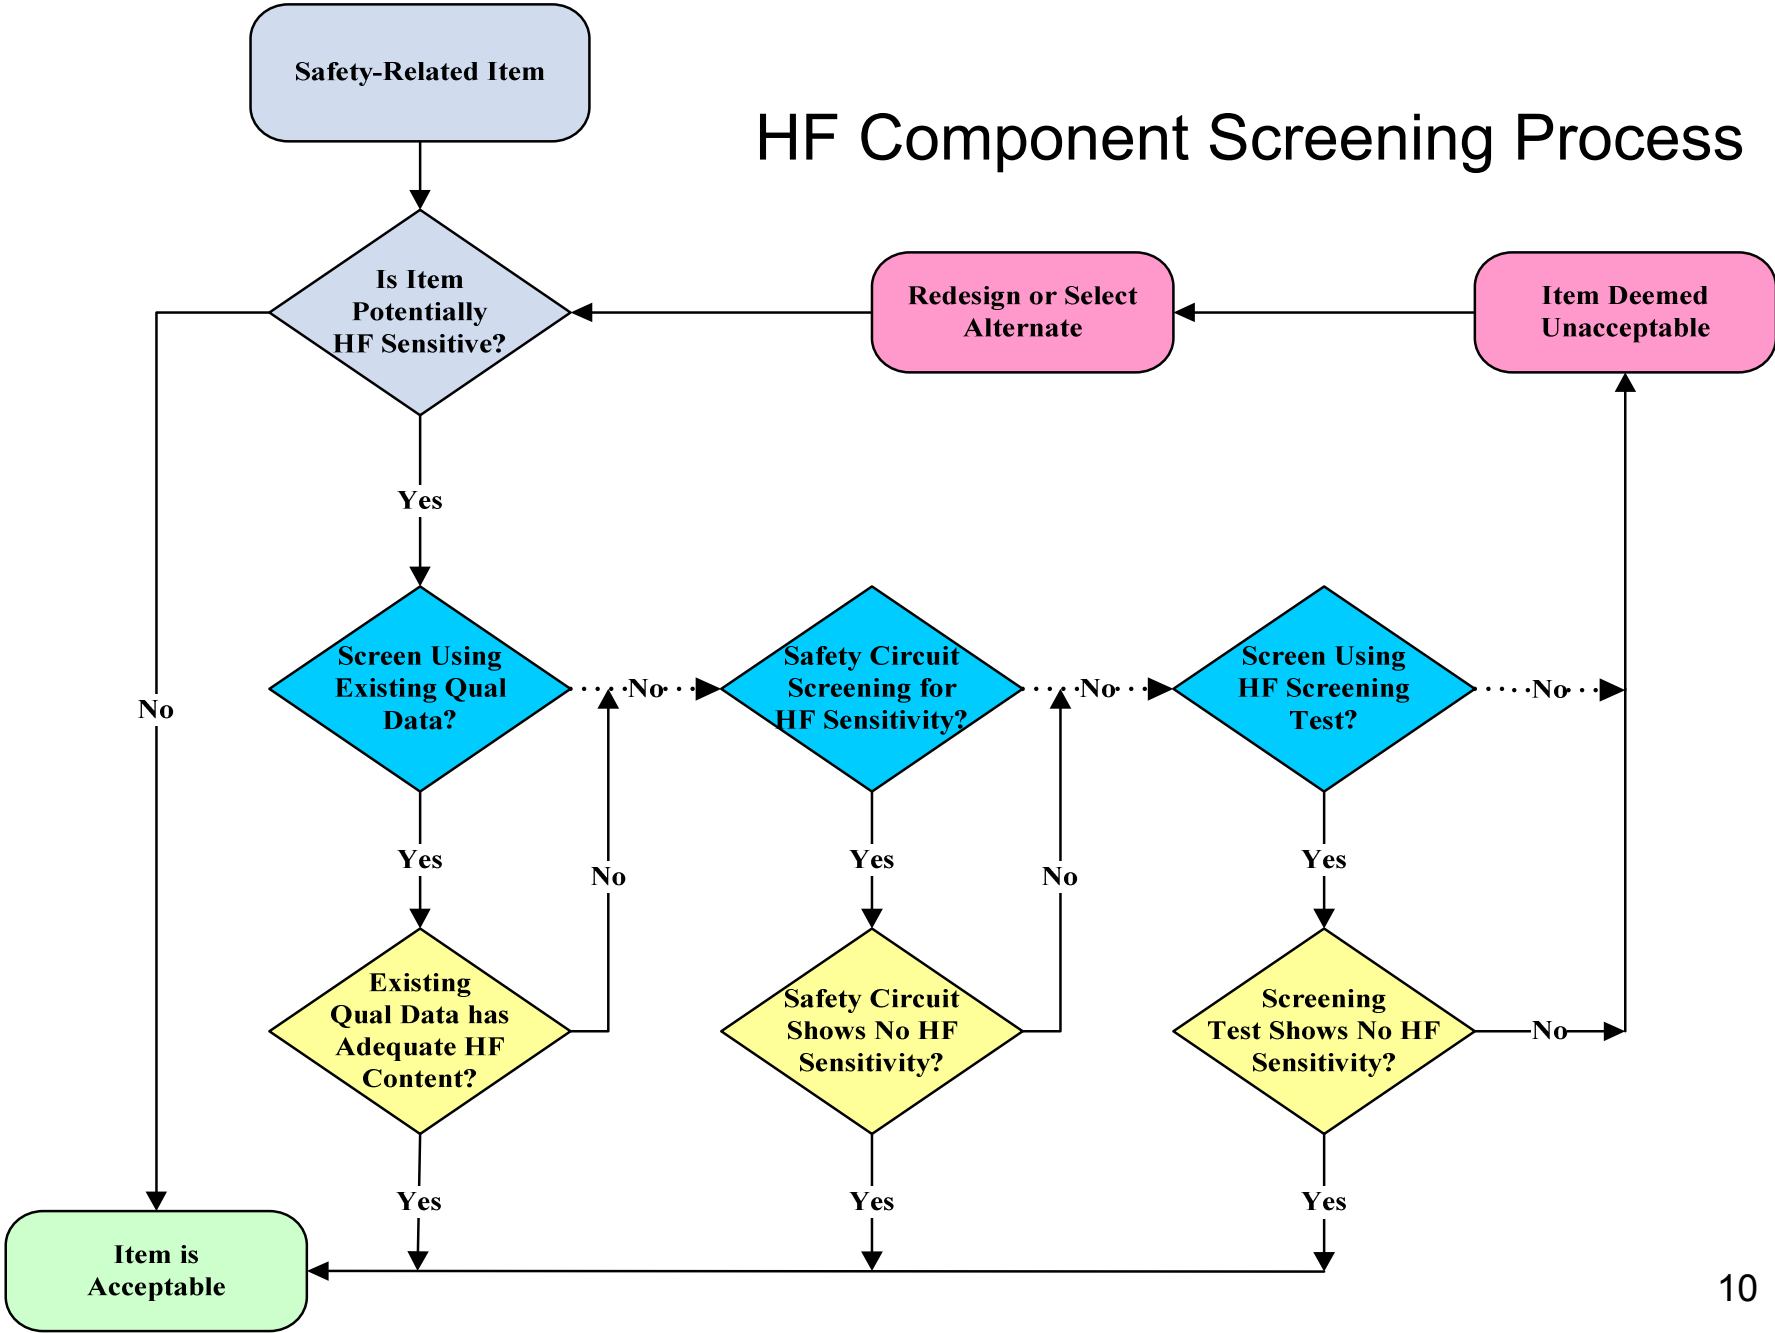 Safety-Related Item
HF Component Screening Process
Is Item
Potentially
HF Sensitive?
Redesign or Select
Alternate
Item Deemed
Unacceptable
Yes
No
Screen Using
Existing Qual
Data?
No
Safety Circuit
Screening for
HF Sensitivity?
No
Screen Using
HF Screening
Test?
No
Yes
No
Yes
No
Yes
Existing
Qual Data has
Adequate HF
Content?
Safety Circuit
Shows No HF
Sensitivity?
Screening
Test Shows No HF
Sensitivity?
No
Yes
Yes
Yes
Item is
Acceptable
10